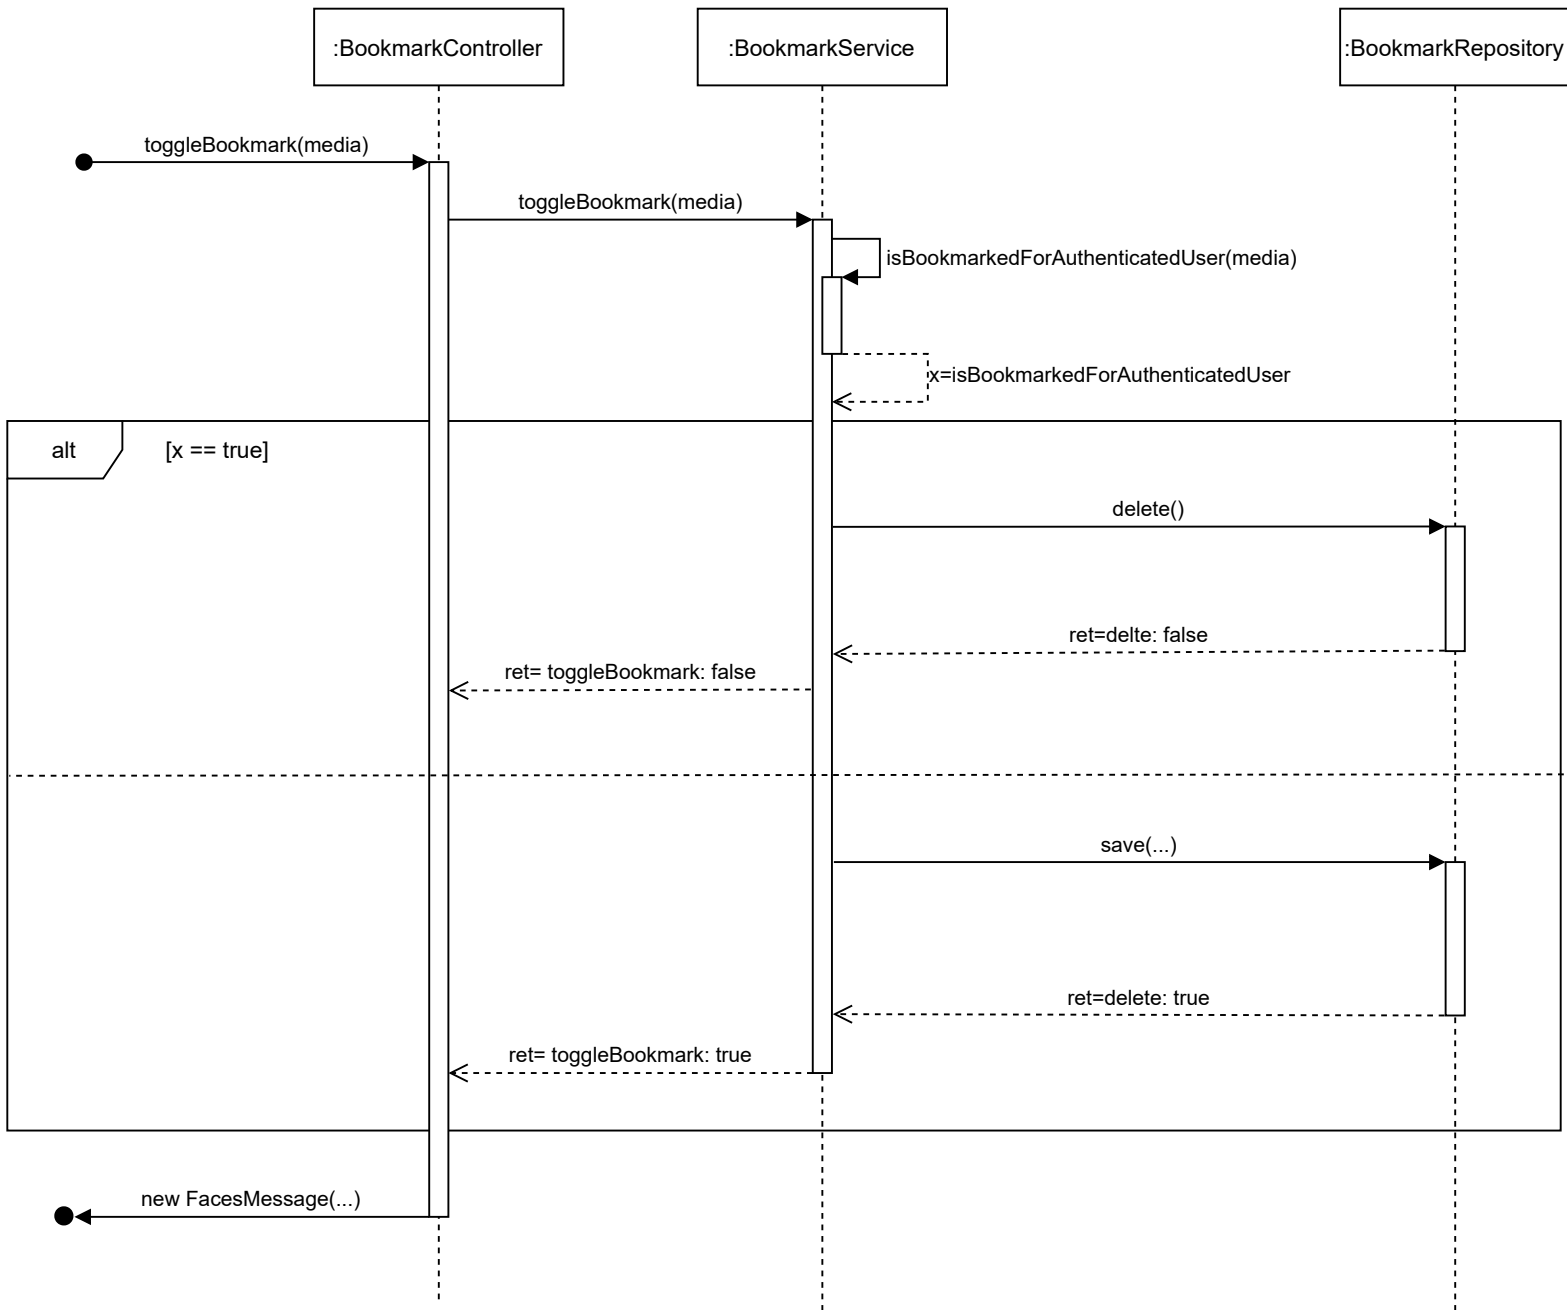 :BookmarkController
:BookmarkService
:BookmarkRepository
toggleBookmark(media)
toggleBookmark(media)
isBookmarkedForAuthenticatedUser(media)
x=isBookmarkedForAuthenticatedUser
alt
[x == true]
delete()
ret=delte: false
ret= toggleBookmark: false
save(...)
ret=delete: true
ret= toggleBookmark: true
new FacesMessage(...)